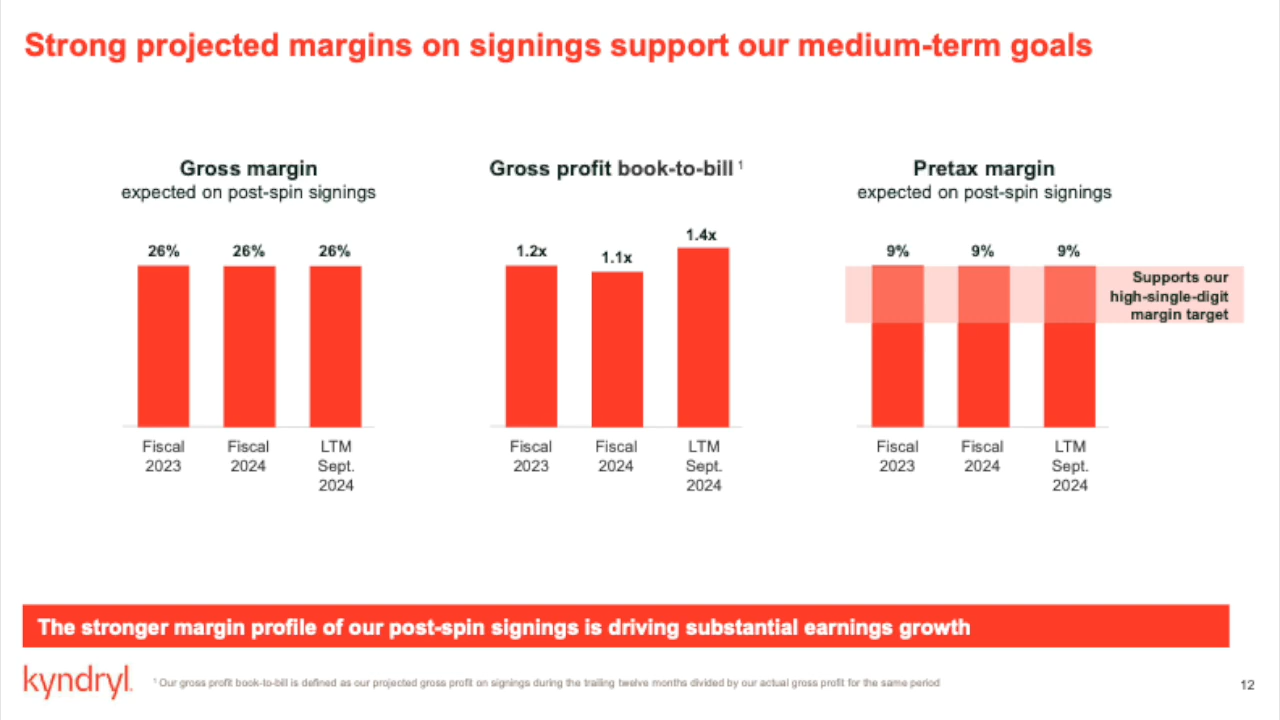 Strong projected margins on signings support our medium-term goals
Gross margin
expected on post-spin signings
26%
26%
26%
Fiscal
2023
Fiscal
2024
LTM
Sept.
2024
Gross profit book-to-bill ¹
1.2x
1.1x
1.4x
Fiscal
2023
Fiscal
2024
LTM
Sept.
2024
Pretax margin
expected on post-spin signings
9%
9%
9%
Supports our
high-single-digit
margin target
Fiscal
2023
Fiscal
2024
LTM
Sept.
2024
The stronger margin profile of our post-spin signings is driving substantial earnings growth
kyndryl.
¹ Our gross profit book-to-bill is defined as our projected gross profit on signings during the trailing twelve months divided by our actual gross profit for the same period
12